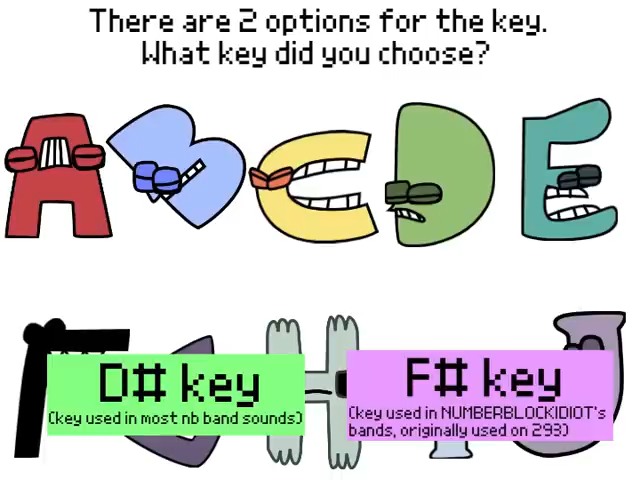 There are 2 options for the key.
What key did you choose?
A B C D E
F G H I J
D# key
(key used in most nb band sounds)
F# key
(key used in NUMBERBLOCKIDIOT's
bands, originally used on 293)